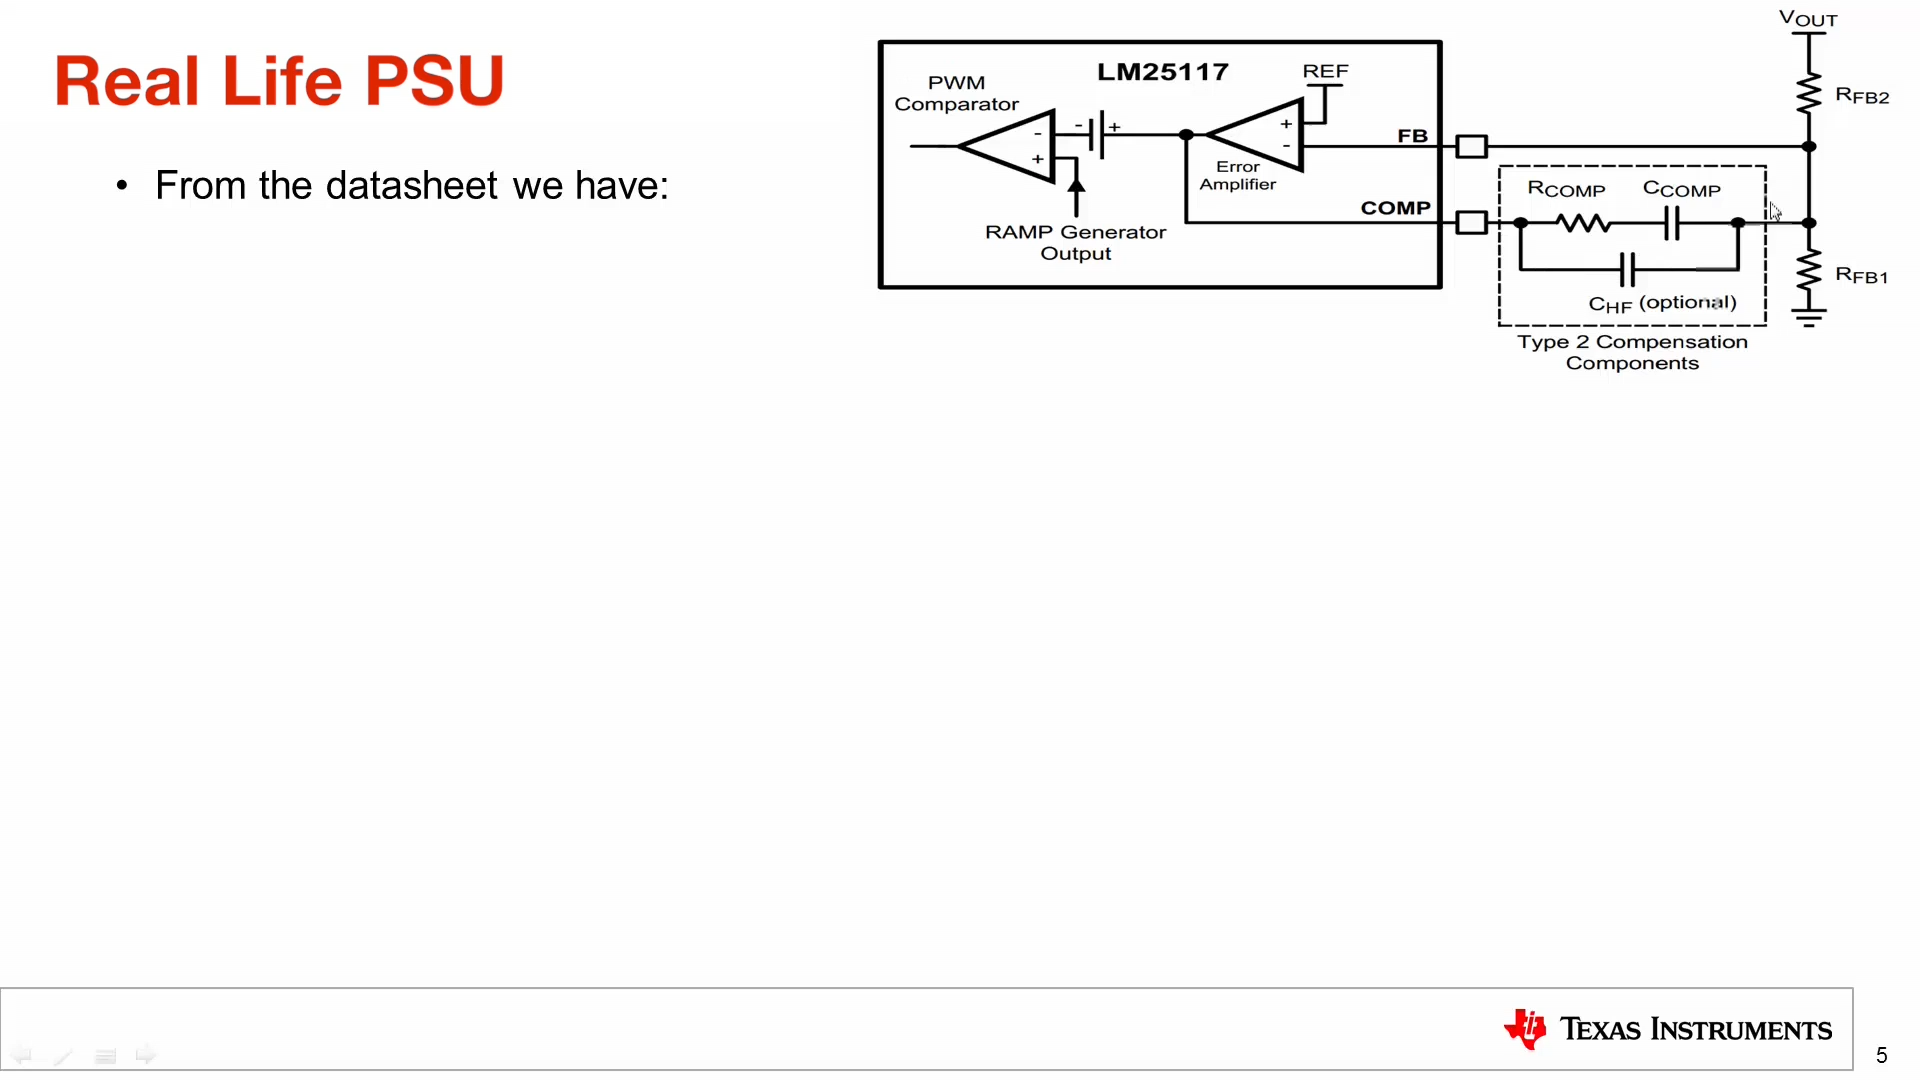 Real Life PSU
• From the datasheet we have:
VOUT
LM25117
REF
PWM
Comparator
RFB2
-
-
+
+
+
-
FB
Error
Amplifier
RCOMP
CCOMP
COMP
RAMP Generator
Output
RFB1
CHF (optional)
Type 2 Compensation
Components
TEXAS INSTRUMENTS
5